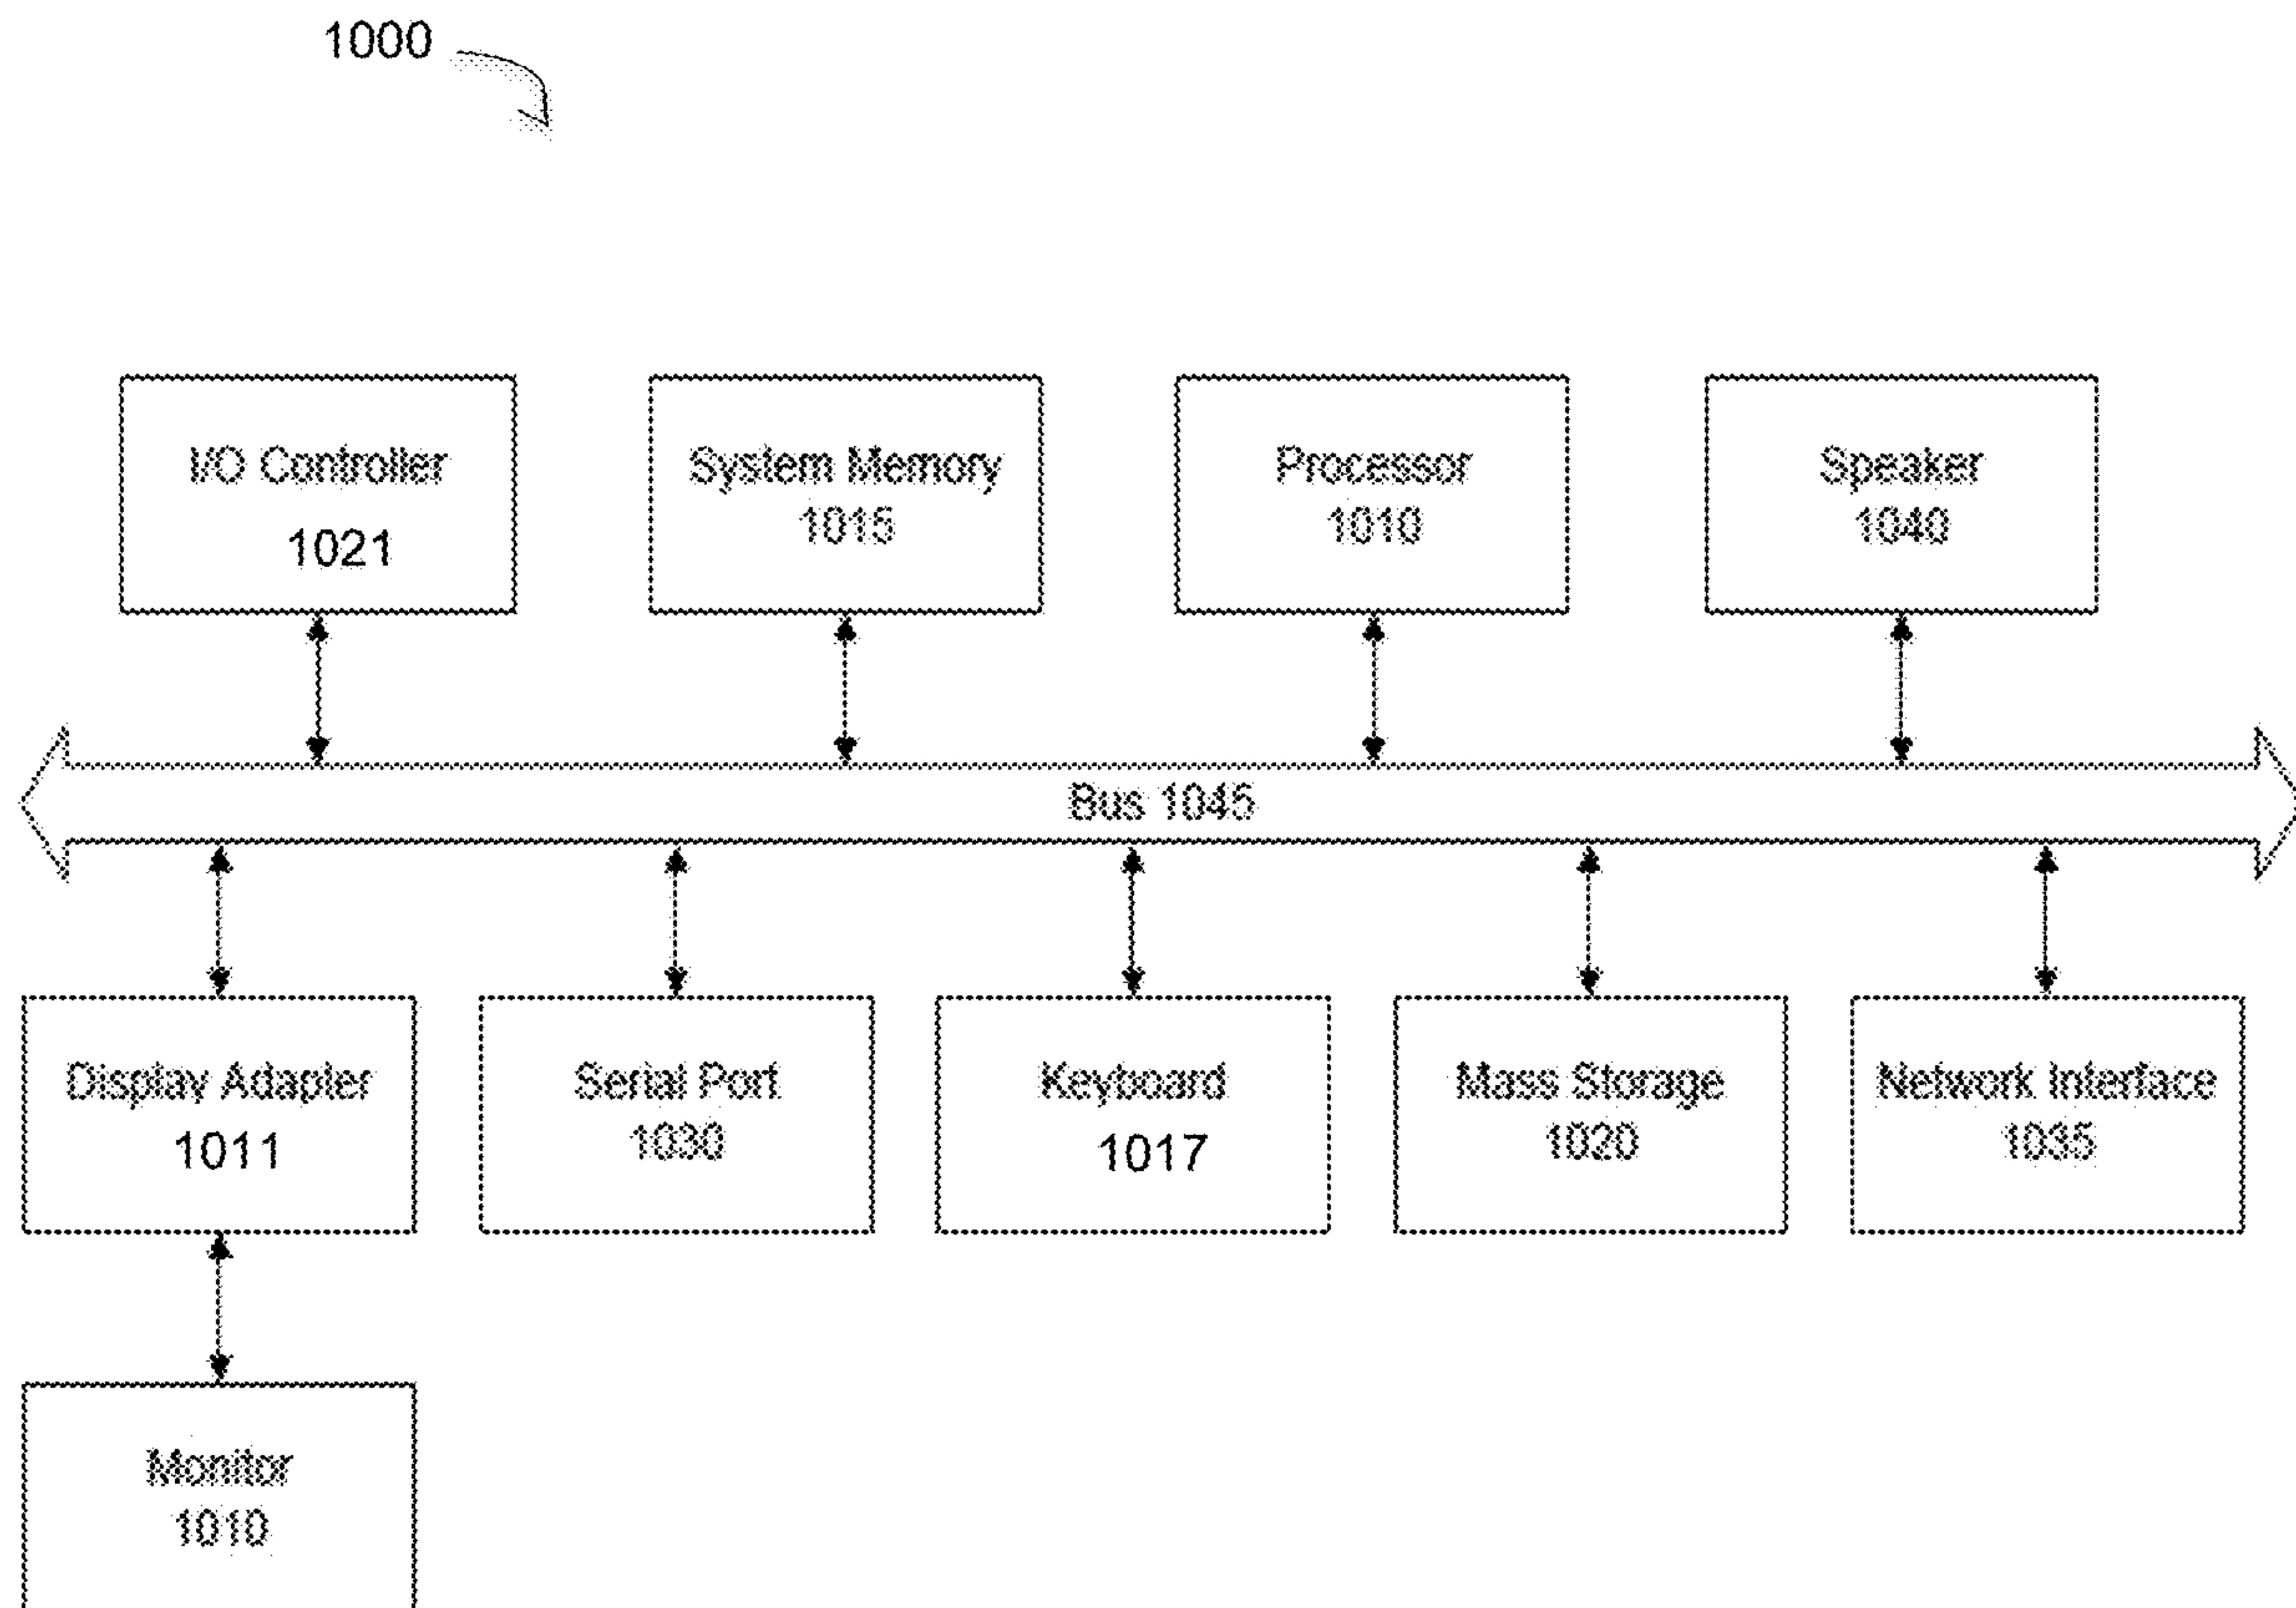 1000
I/O Controller
1021
System Memory
1015
Processor
1010
Speaker
1040
Bus 1045
Display Adapter
1011
Serial Port
1030
Keyboard
1017
Mass Storage
1020
Network Interface
1035
Monitor
1010